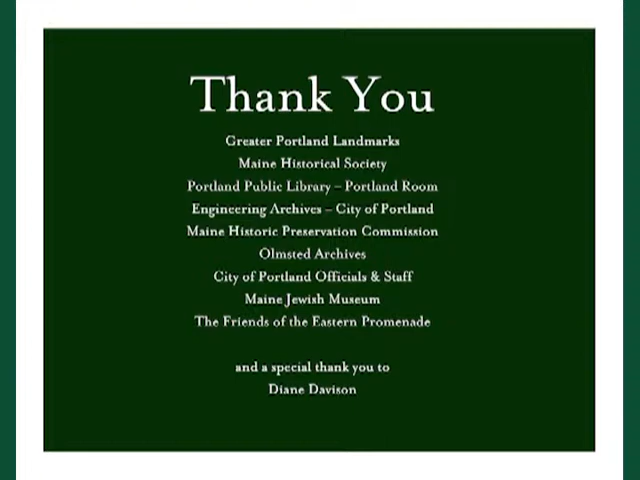 Thank You
Greater Portland Landmarks
Maine Historical Society
Portland Public Library – Portland Room
Engineering Archives – City of Portland
Maine Historic Preservation Commission
Olmsted Archives
City of Portland Officials & Staff
Maine Jewish Museum
The Friends of the Eastern Promenade
and a special thank you to
Diane Davison